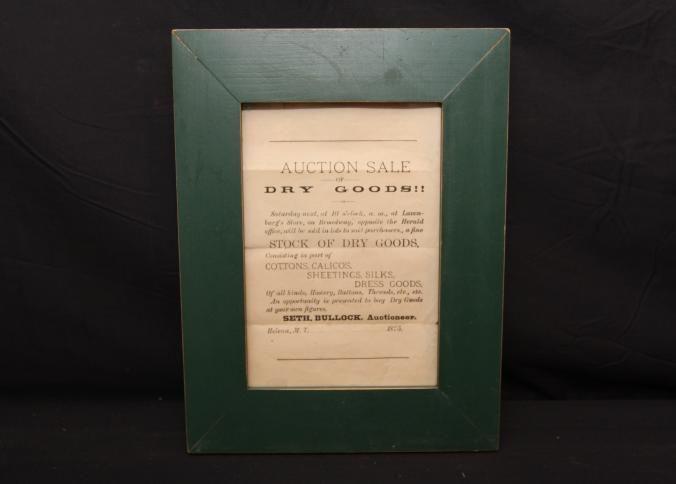 AUCTION SALE
OF
DRY GOODS!!
Saturday next, at 10 o'clock, a. m., at Laven-
burg's Store, on Broadway, opposite the Herald
office, will be sold in lots to suit purchasers, a fine
STOCK OF DRY GOODS,
Consisting in part of
COTTONS, CALICOS,
SHEETINGS, SILKS,
DRESS GOODS,
Of all kinds, Hosiery, Buttons, Threads, etc., etc.
An opportunity is presented to buy Dry Goods
at your own figures.
SETH, BULLOCK, Auctioneer.
Helena, M. T. 1875.